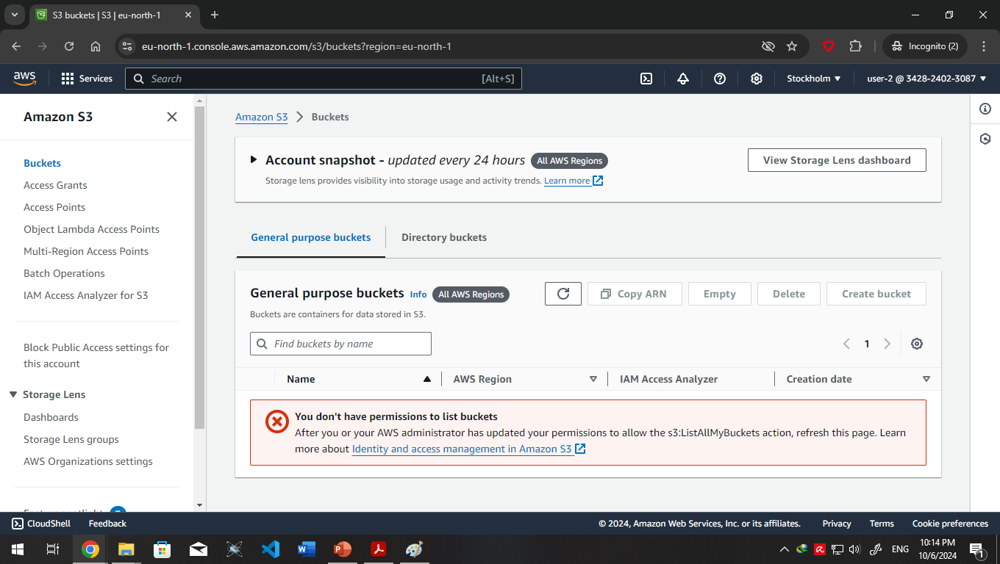 S3 buckets | S3 | eu-north-1
eu-north-1.console.aws.amazon.com/s3/buckets?region=eu-north-1
Incognito (2)
aws
Services
Search
[Alt+S]
Stockholm
user-2 @ 3428-2402-3087
Amazon S3
Buckets
Access Grants
Access Points
Object Lambda Access Points
Multi-Region Access Points
Batch Operations
IAM Access Analyzer for S3
Block Public Access settings for
this account
Storage Lens
Dashboards
Storage Lens groups
AWS Organizations settings
Amazon S3
Buckets
Account snapshot - updated every 24 hours
All AWS Regions
View Storage Lens dashboard
Storage lens provides visibility into storage usage and activity trends. Learn more
General purpose buckets
Directory buckets
General purpose buckets
Info
All AWS Regions
Copy ARN
Empty
Delete
Create bucket
Buckets are containers for data stored in S3.
Find buckets by name
1
Name
AWS Region
IAM Access Analyzer
Creation date
You don't have permissions to list buckets
After you or your AWS administrator has updated your permissions to allow the s3:ListAllMyBuckets action, refresh this page. Learn
more about Identity and access management in Amazon S3
CloudShell
Feedback
© 2024, Amazon Web Services, Inc. or its affiliates.
Privacy
Terms
Cookie preferences
ENG
10:14 PM
10/6/2024
1